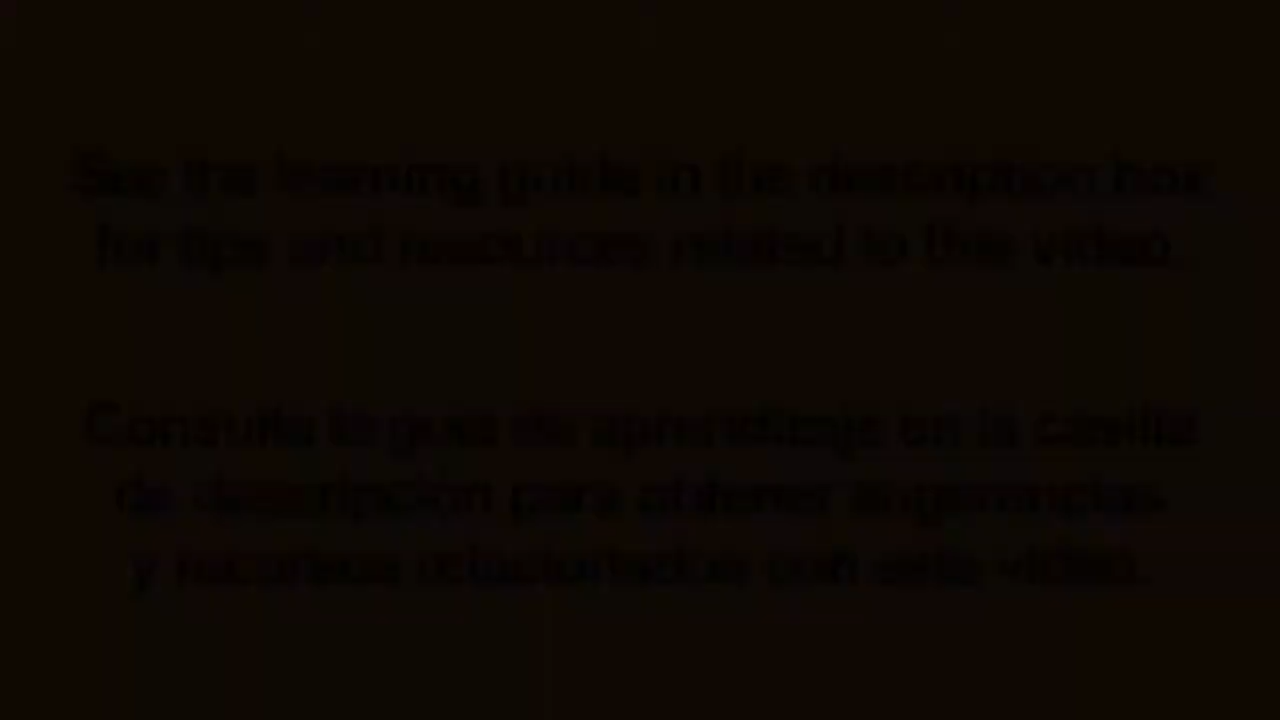 See the learning guide in the description box
for tips and resources related to this video.
Consulta la guía de aprendizaje en la casilla
de descripción para obtener sugerencias
y recursos relacionados con este video.